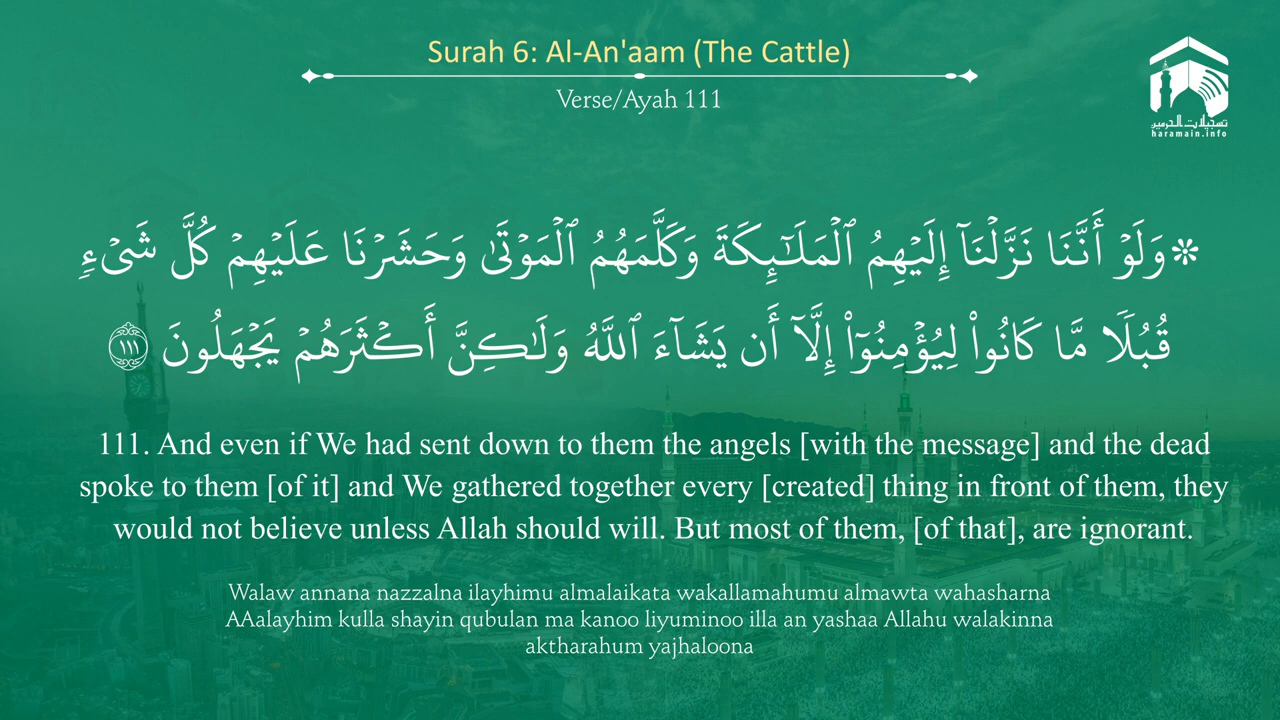 Surah 6: Al-An'aam (The Cattle)
Verse/Ayah 111
تسجيلات الحرمين
haramain.info
۞وَلَوۡ أَنَّنَا نَزَّلۡنَآ إِلَيۡهِمُ ٱلۡمَلَـٰٓئِكَةَ وَكَلَّمَهُمُ ٱلۡمَوۡتَىٰ وَحَشَرۡنَا عَلَيۡهِمۡ كُلَّ شَىۡءٍ
قُبُلًا مَّا كَانُواْ لِيُؤۡمِنُوٓاْ إِلَّآ أَن يَشَآءَ ٱللَّهُ وَلَـٰكِنَّ أَكۡثَرَهُمۡ يَجۡهَلُونَ ١١١
111. And even if We had sent down to them the angels [with the message] and the dead
spoke to them [of it] and We gathered together every [created] thing in front of them, they
would not believe unless Allah should will. But most of them, [of that], are ignorant.
Walaw annana nazzalna ilayhimu almalaikata wakallamahumu almawta wahasharna
AAalayhim kulla shayin qubulan ma kanoo liyuminoo illa an yashaa Allahu walakinna
aktharahum yajhaloona